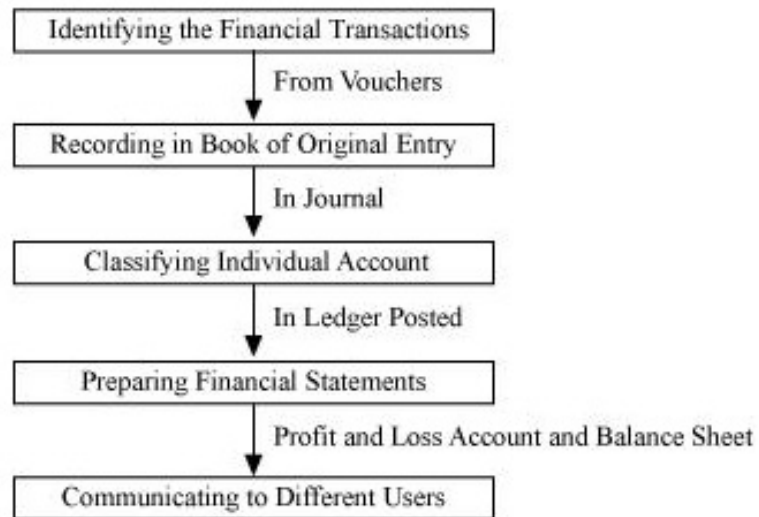 Identifying the Financial Transactions
From Vouchers
Recording in Book of Original Entry
In Journal
Classifying Individual Account
In Ledger Posted
Preparing Financial Statements
Profit and Loss Account and Balance Sheet
Communicating to Different Users